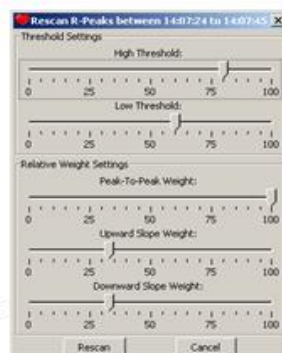 Rescan R-Peaks between 14:07:24 to 14:07:45
Threshold Settings
High Threshold:
0 25 50 75 100
Low Threshold:
0 25 50 75 100
Relative Weight Settings
Peak-To-Peak Weight:
0 25 50 75 100
Upward Slope Weight:
0 25 50 75 100
Downward Slope Weight:
0 25 50 75 100
Rescan Cancel